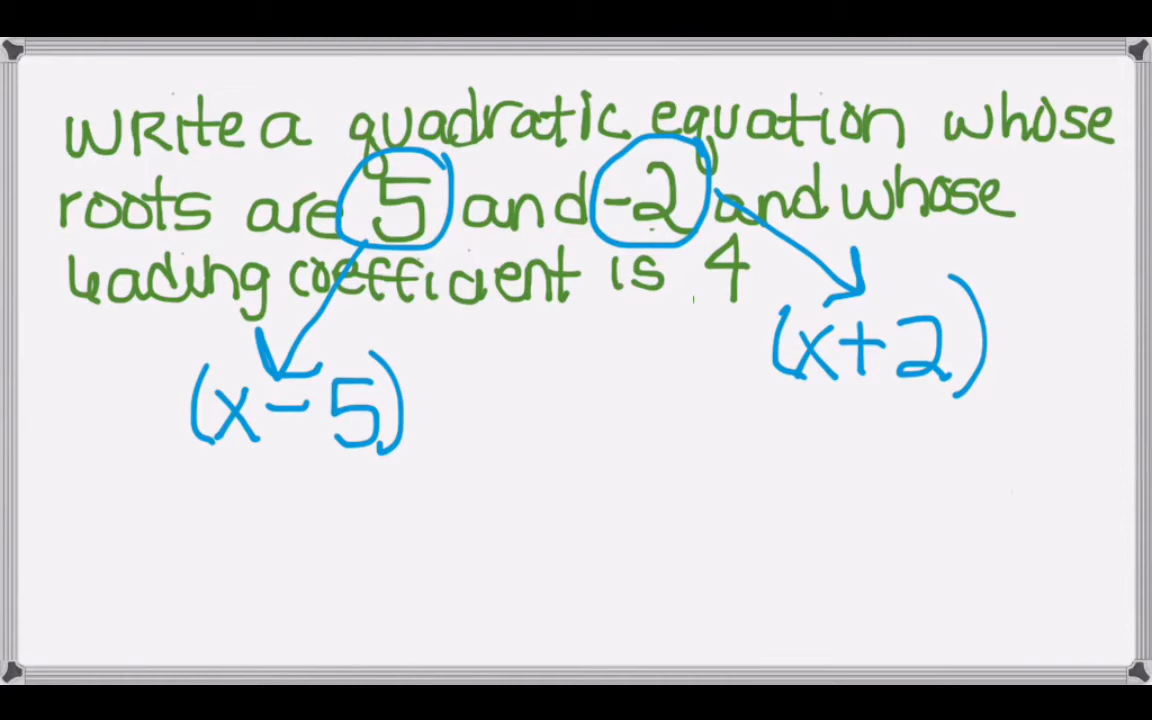 Write a quadratic equation whose
roots are 5 and -2 and whose
leading coefficient is 4
(x+2)
(x-5)